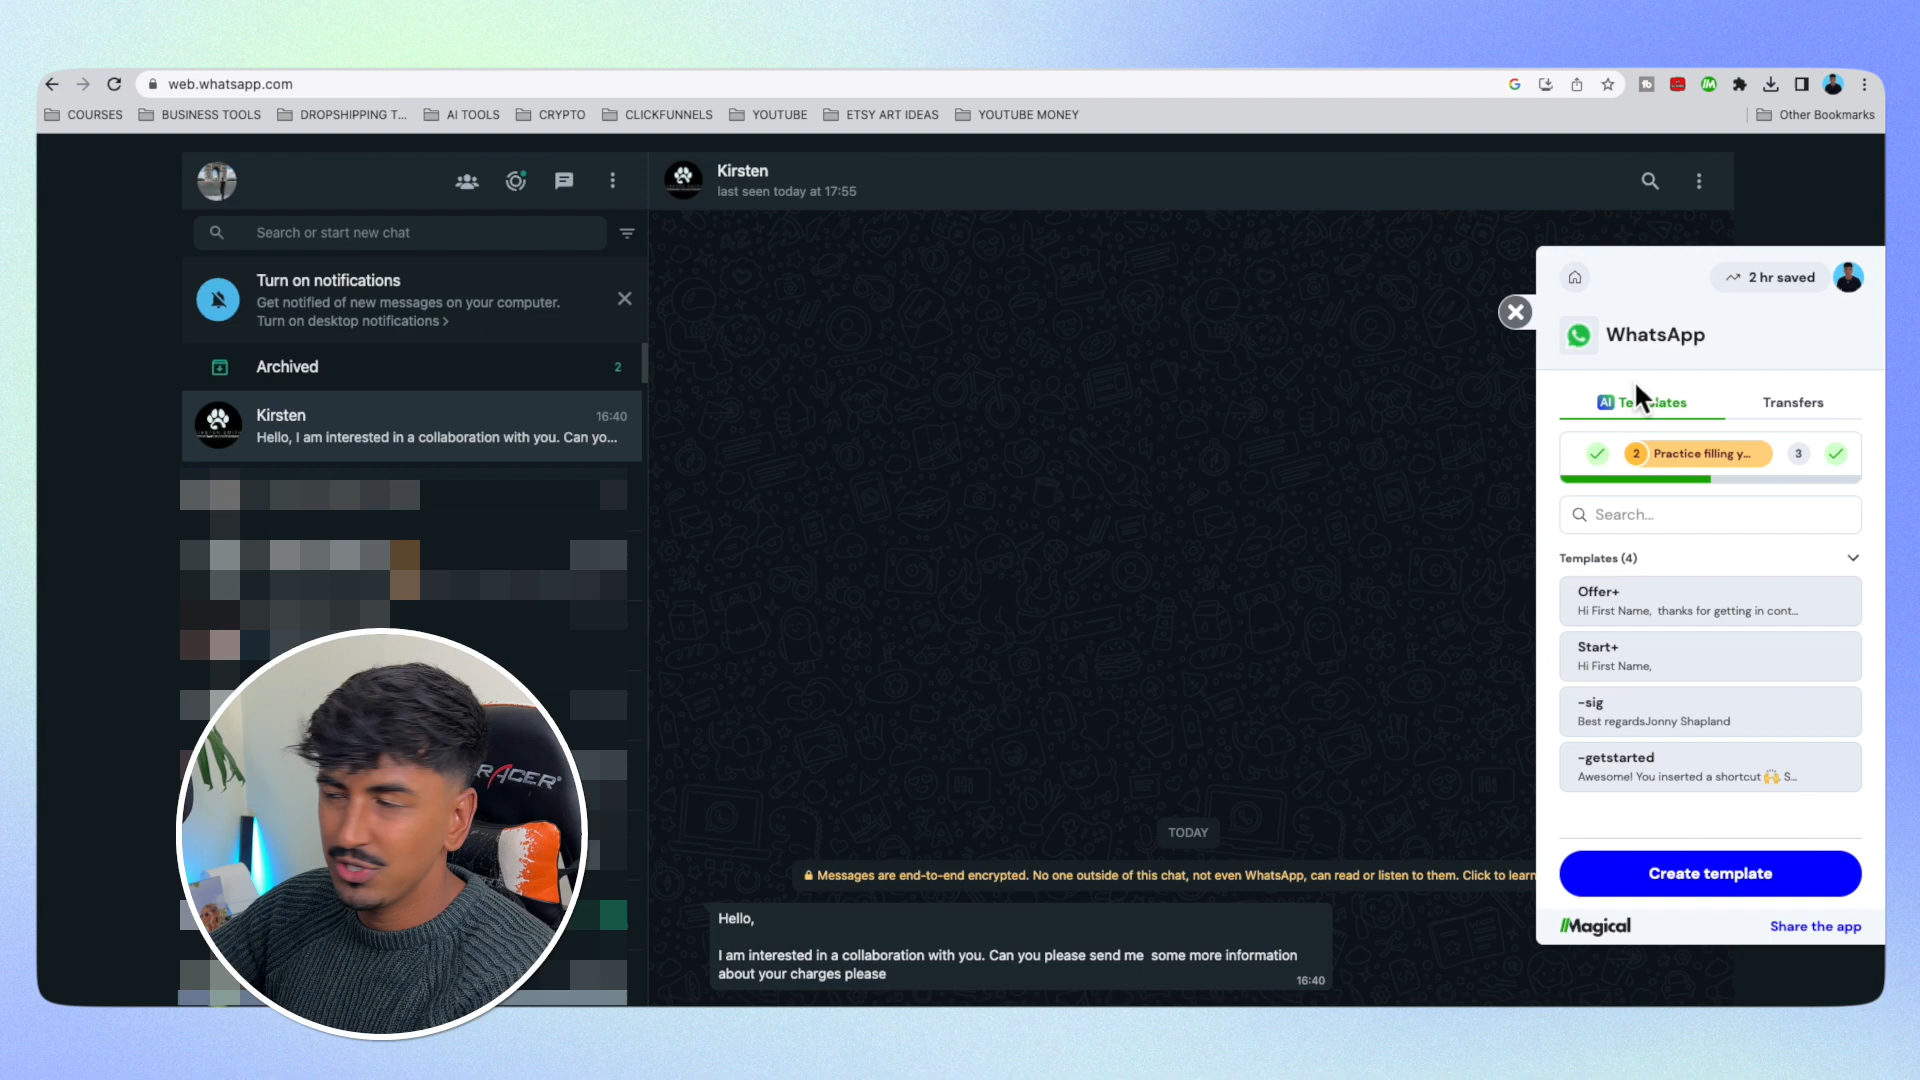 web.whatsapp.com
COURSES
BUSINESS TOOLS
DROPSHIPPING T...
AI TOOLS
CRYPTO
CLICKFUNNELS
YOUTUBE
ETSY ART IDEAS
YOUTUBE MONEY
Other Bookmarks
Search or start new chat
Turn on notifications
Get notified of new messages on your computer.
Turn on desktop notifications >
Archived
2
Kirsten
16:40
Hello, I am interested in a collaboration with you. Can yo...
RACER
Kirsten
last seen today at 17:55
TODAY
Messages are end-to-end encrypted. No one outside of this chat, not even WhatsApp, can read or listen to them. Click to learn
Hello,
I am interested in a collaboration with you. Can you please send me  some more information
about your charges please
16:40
2 hr saved
WhatsApp
AI
Transfers
2 Practice filling y...
3
Search...
Templates (4)
Offer+
Hi First Name,  thanks for getting in cont...
Start+
Hi First Name,
-sig
Best regardsJonny Shapland
-getstarted
Awesome! You inserted a shortcut 🙌 S...
Create template
//Magical
Share the app